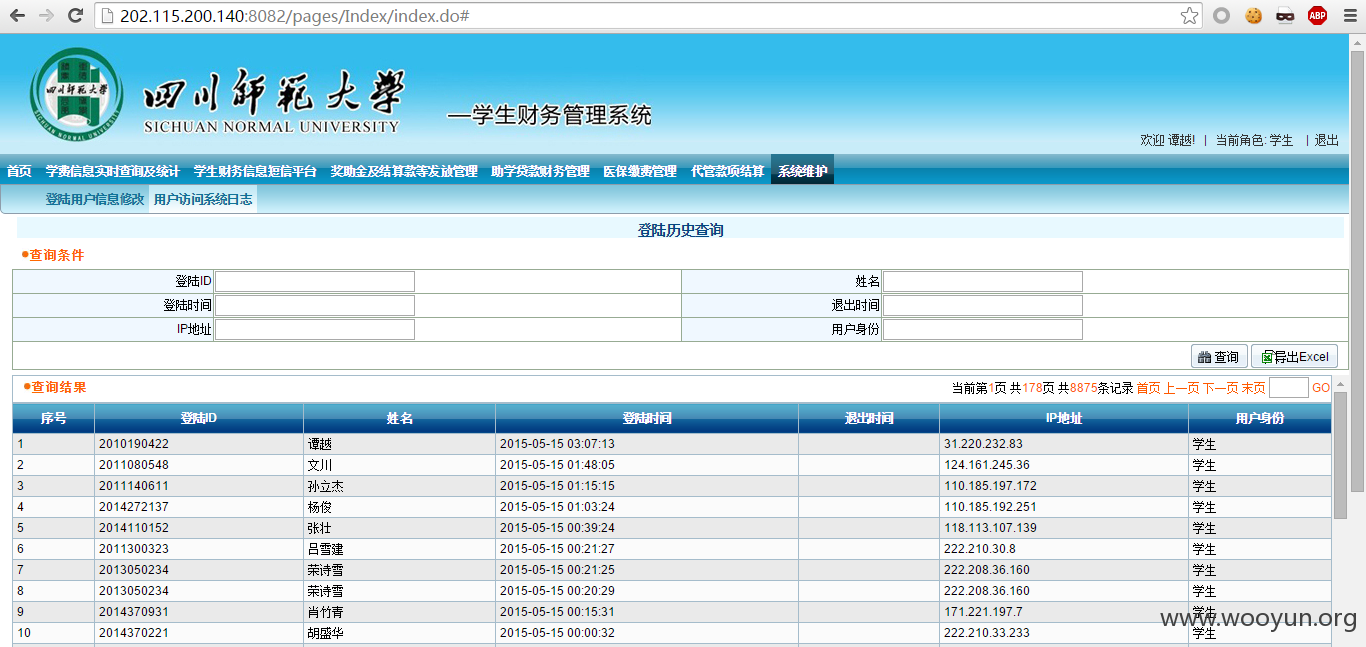 202.115.200.140:8082/pages/Index/index.do#
ABP
四川师范大学
四川師範大學
SICHUAN NORMAL UNIVERSITY
—学生财务管理系统
欢迎 谭越! | 当前角色: 学生 | 退出
首页 学费信息实时查询及统计 学生财务信息短信平台 奖助金及结算款等发放管理 助学贷款财务管理 医保缴费管理 代管款项结算 系统维护
登陆用户信息修改 用户访问系统日志
登陆历史查询
●查询条件
登陆ID 姓名
登陆时间 退出时间
IP地址 用户身份
查询 导出Excel
●查询结果 当前第1页 共178页 共8875条记录 首页 上一页 下一页 末页 GO
序号 登陆ID 姓名 登陆时间 退出时间 IP地址 用户身份
1 2010190422 谭越 2015-05-15 03:07:13 31.220.232.83 学生
2 2011080548 文川 2015-05-15 01:48:05 124.161.245.36 学生
3 2011140611 孙立杰 2015-05-15 01:15:15 110.185.197.172 学生
4 2014272137 杨俊 2015-05-15 01:03:24 110.185.192.251 学生
5 2014110152 张壮 2015-05-15 00:39:24 118.113.107.139 学生
6 2011300323 吕雪建 2015-05-15 00:21:27 222.210.30.8 学生
7 2013050234 荣诗雪 2015-05-15 00:21:25 222.208.36.160 学生
8 2013050234 荣诗雪 2015-05-15 00:20:29 222.208.36.160 学生
9 2014370931 肖竹青 2015-05-15 00:15:31 171.221.197.7 学生
10 2014370221 胡盛华 2015-05-15 00:00:32 222.210.33.233 学生
www.wooyun.org